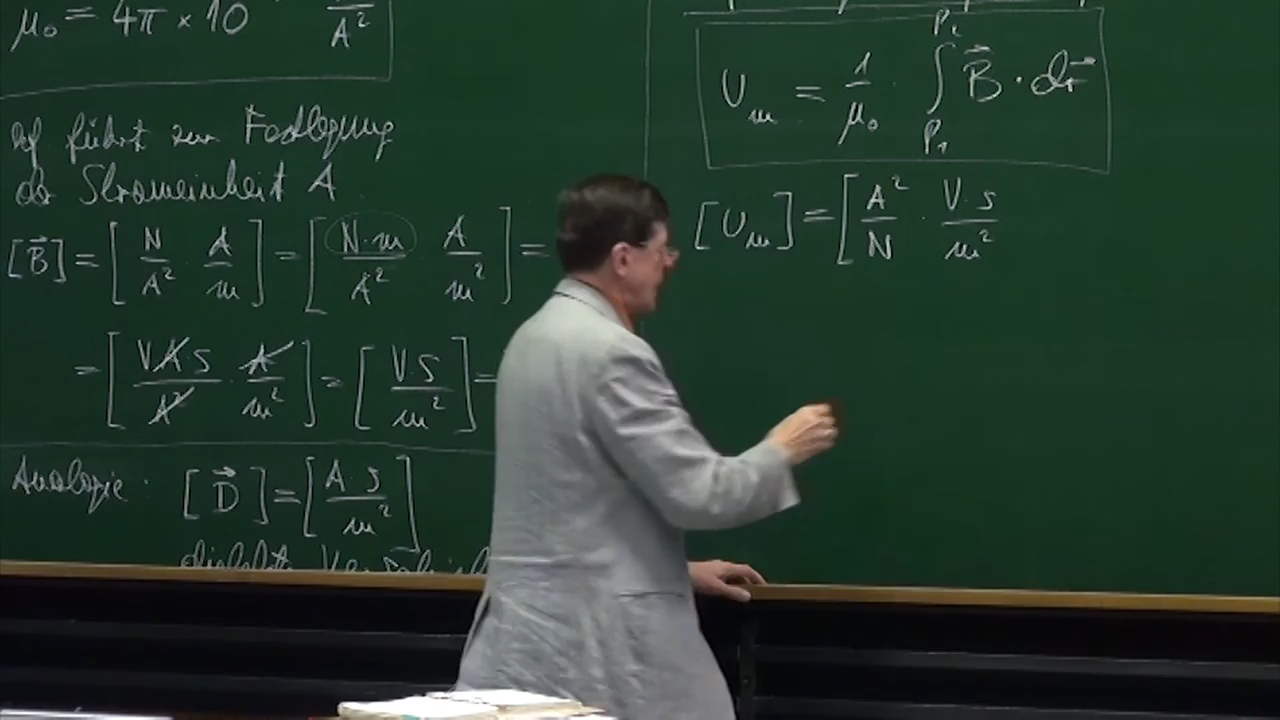 μ₀ = 4π × 10 / A²
Def führt zur Festlegung
der Stromeinheit A
[B⃗] = [N/A² A/m] = [N·m/A² A/m²] =
= [VAs/A² · A/m²] = [V·s/m²] =
Analogie: [D⃗] = [A·s/m²]
U_m = 1/μ₀ · ∫_{P₁}^{P₂} B⃗ · dr⃗
[U_m] = [A²/N · V·s/m²